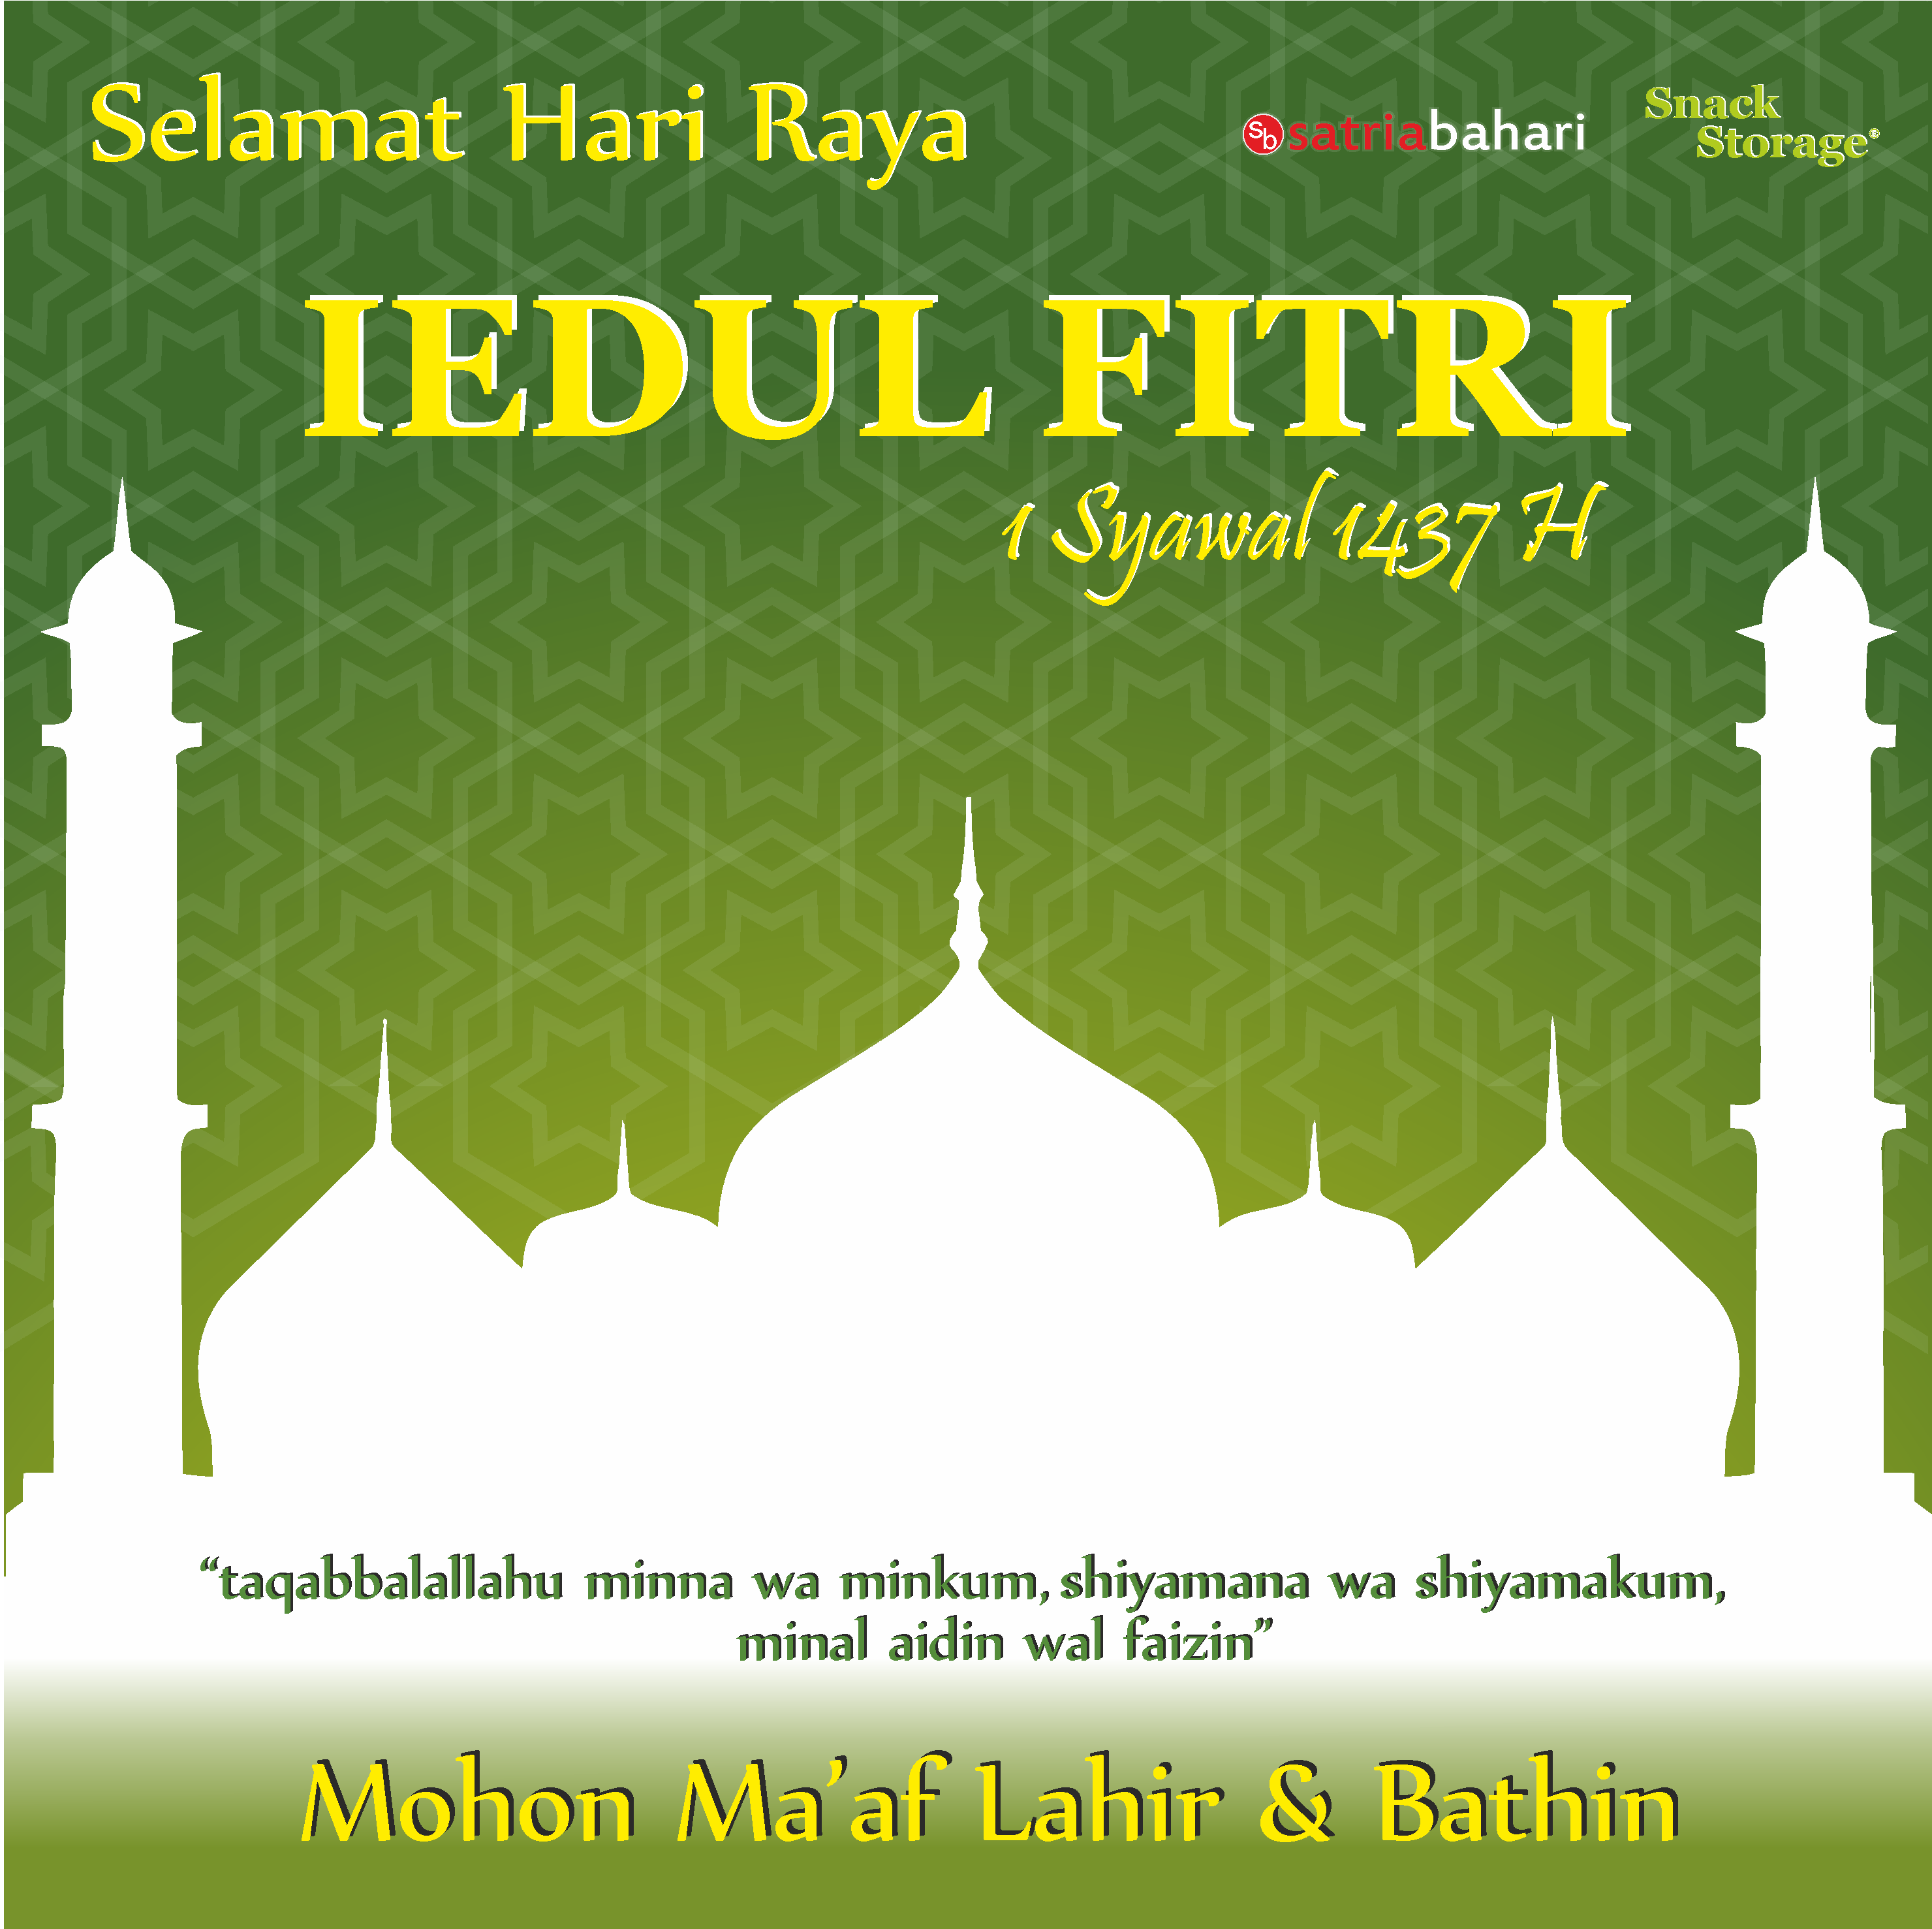 Selamat Hari Raya
Sb satriabahari
Snack
Storage®
IEDUL FITRI
1 Syawal 1437 H
“taqabbalallahu minna wa minkum, shiyamana wa shiyamakum,
minal aidin wal faizin”
Mohon Ma’af Lahir & Bathin